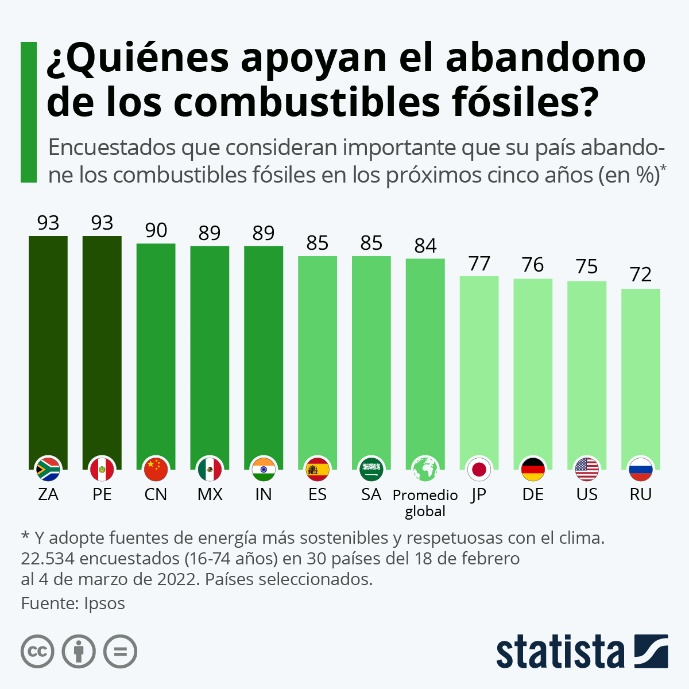 ¿Quiénes apoyan el abandono
de los combustibles fósiles?
Encuestados que consideran importante que su país abando-
ne los combustibles fósiles en los próximos cinco años (en %)*
93 93 90 89 89 85 85 84 77 76 75 72
ZA PE CN MX IN ES SA Promedio JP DE US RU
global
* Y adopte fuentes de energía más sostenibles y respetuosas con el clima.
22.534 encuestados (16-74 años) en 30 países del 18 de febrero
al 4 de marzo de 2022. Países seleccionados.
Fuente: Ipsos
cc
statista